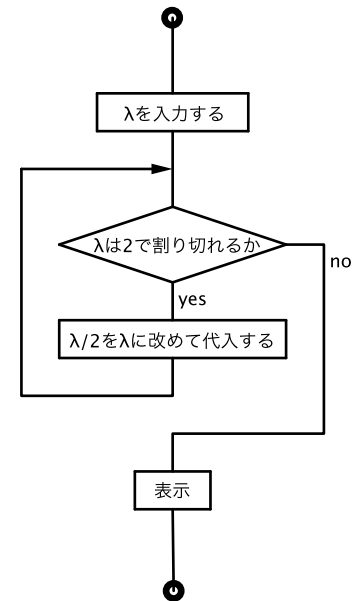 λを入力する
λは2で割り切れるか
no
yes
λ/2をλに改めて代入する
表示